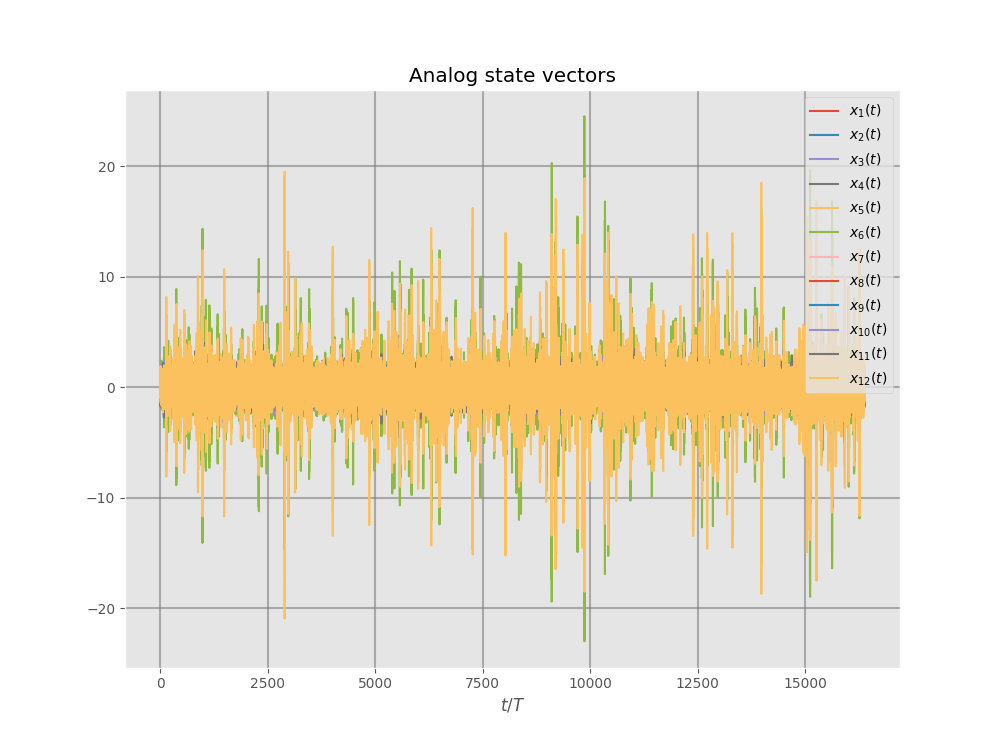 Analog state vectors
20
10
0
−10
−20
x₁(t)
x₂(t)
x₃(t)
x₄(t)
x₅(t)
x₆(t)
x₇(t)
x₈(t)
x₉(t)
x₁₀(t)
x₁₁(t)
x₁₂(t)
0 2500 5000 7500 10000 12500 15000
t/T